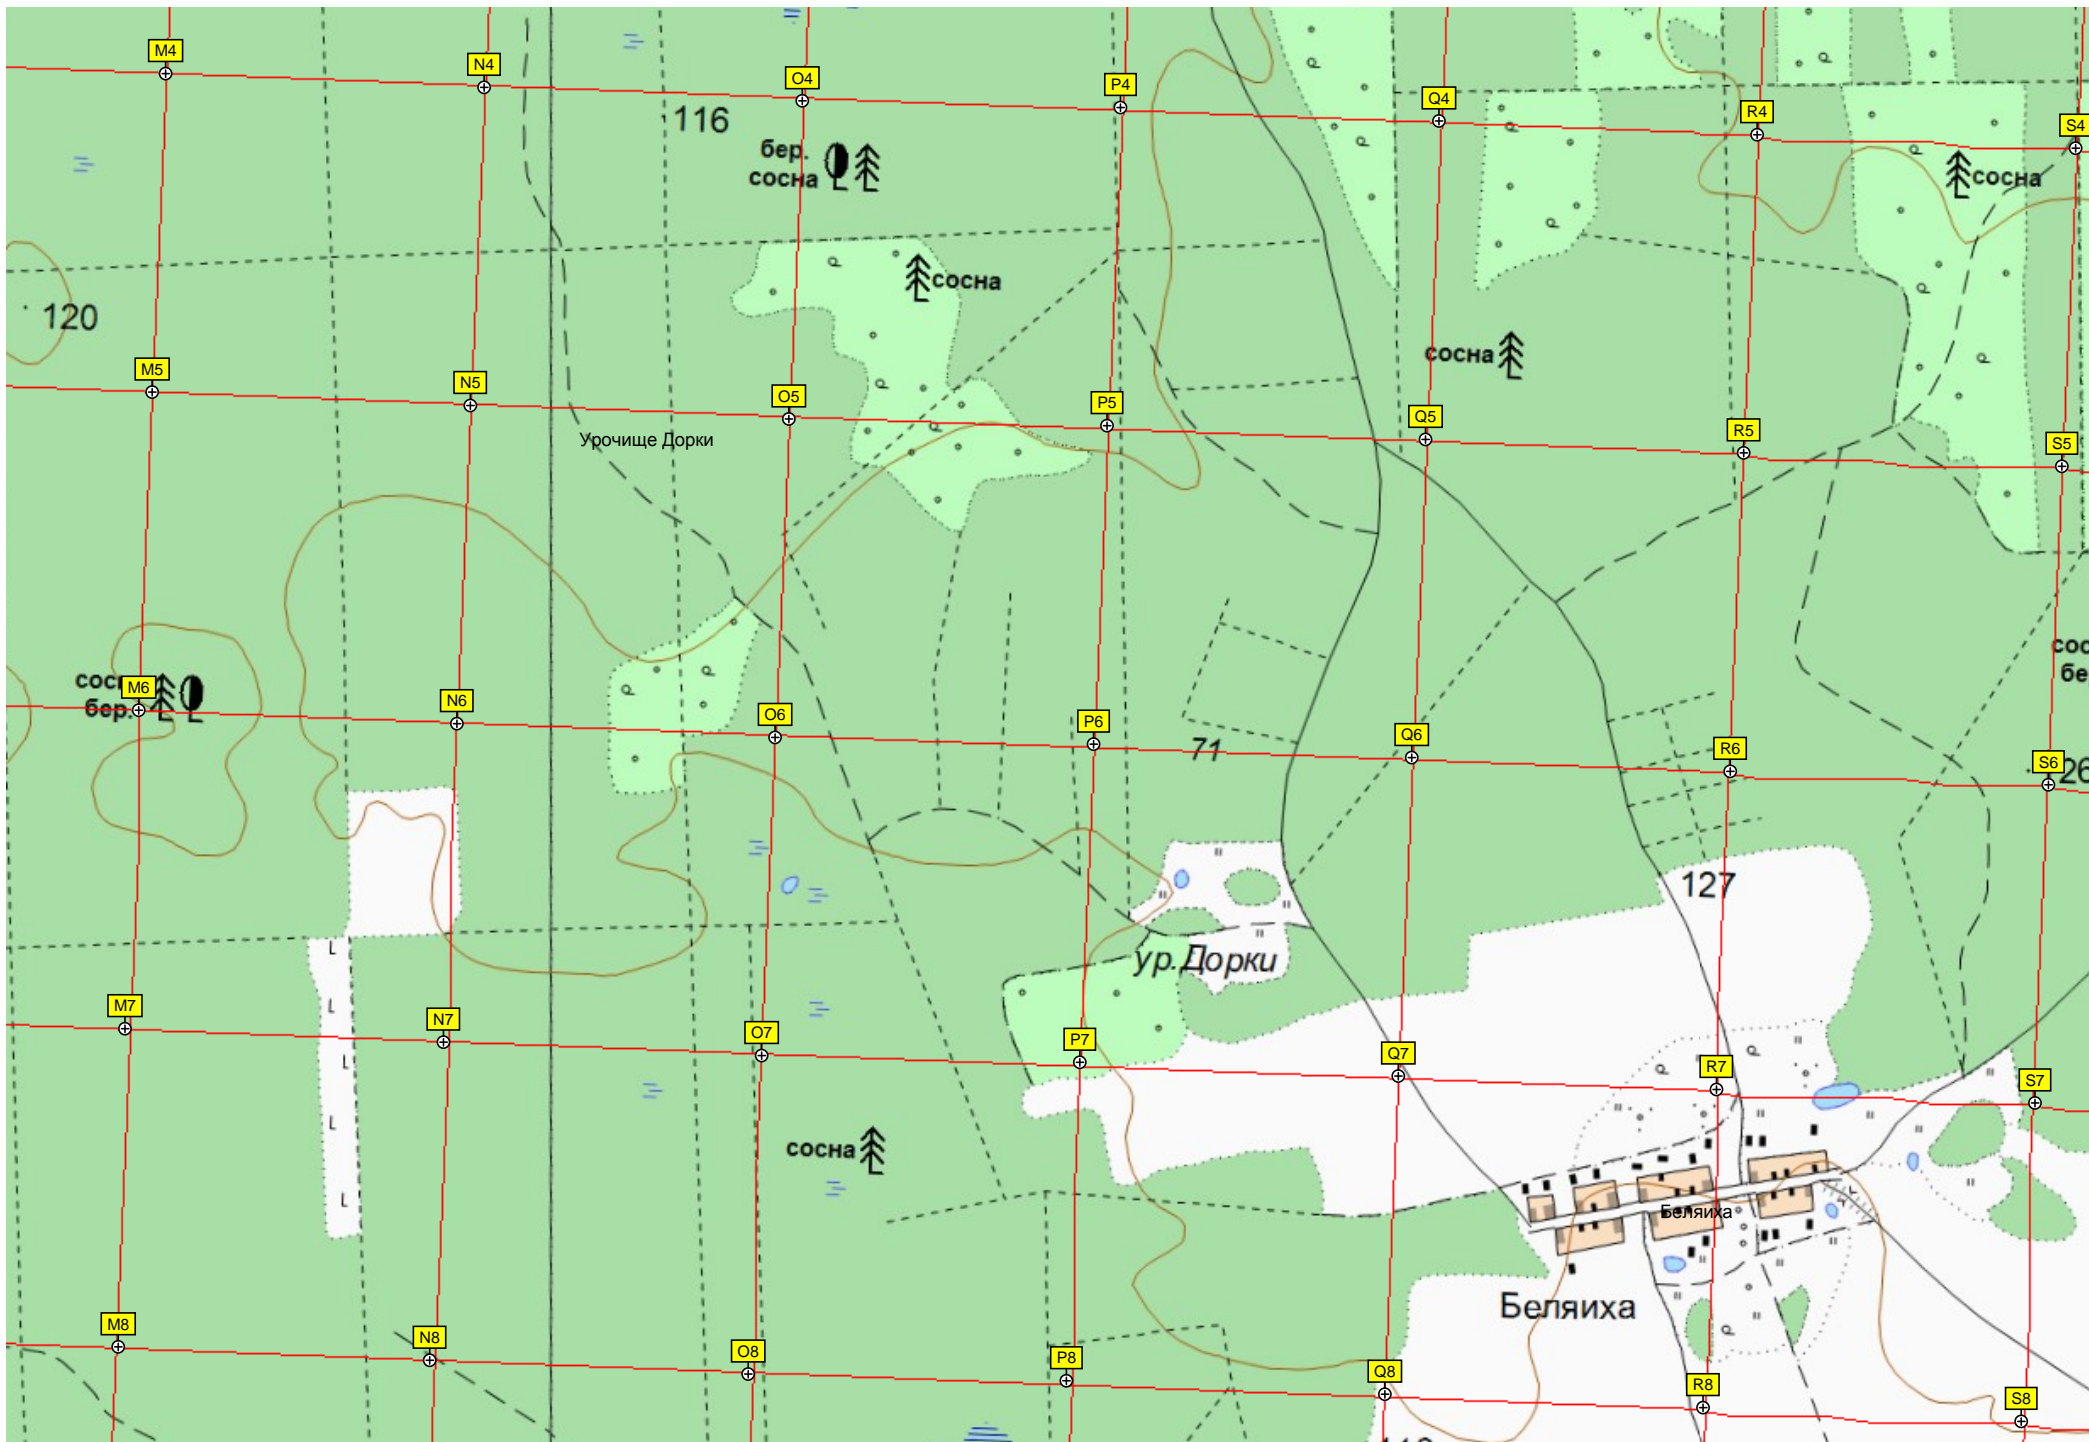 M4
N4
O4
P4
Q4
R4
S4
116
бер.
сосна
сосна
сосна
120
сосна
M5
N5
O5
P5
Q5
R5
S5
Урочище Дорки
M6
N6
O6
P6
Q6
R6
S6
бер.
71
127
ур.Дорки
M7
N7
O7
P7
Q7
R7
S7
сосна
Беляиха
Беляиха
M8
N8
O8
P8
Q8
R8
S8